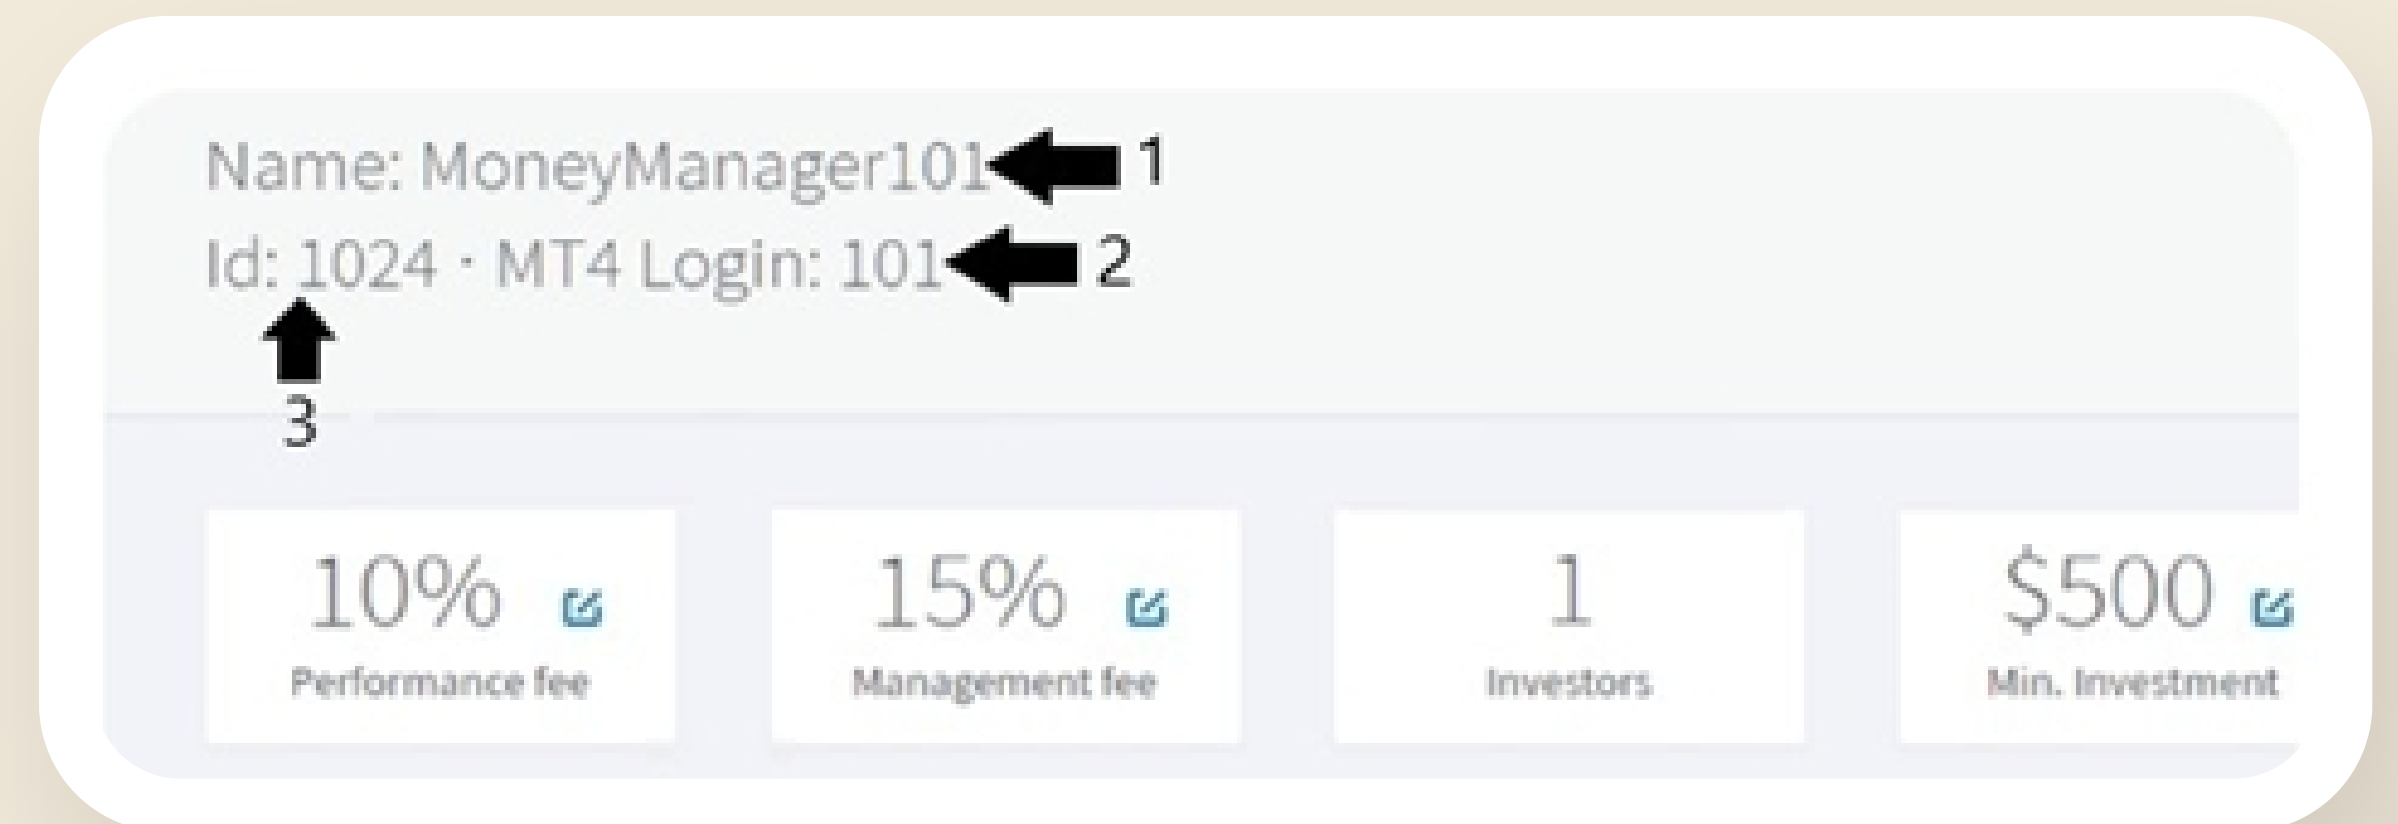 Name: MoneyManager101 1
Id: 1024 · MT4 Login: 101 2
3
10% 15% 1 $500
Performance fee Management fee Investors Min. Investment